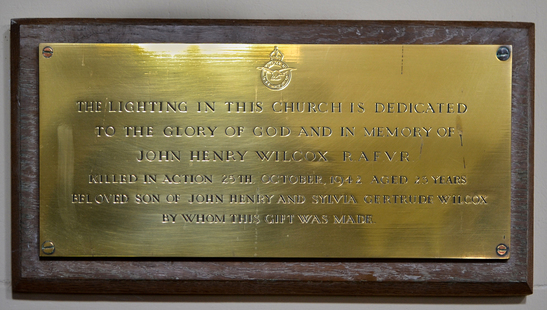 THE LIGHTING IN THIS CHURCH IS DEDICATED
TO THE GLORY OF GOD AND IN MEMORY OF
JOHN HENRY WILCOX R.A.F.V.R.
KILLED IN ACTION 25TH OCTOBER, 1942 AGED 23 YEARS
BELOVED SON OF JOHN HENRY AND SYLVIA GERTRUDE WILCOX
BY WHOM THIS GIFT WAS MADE